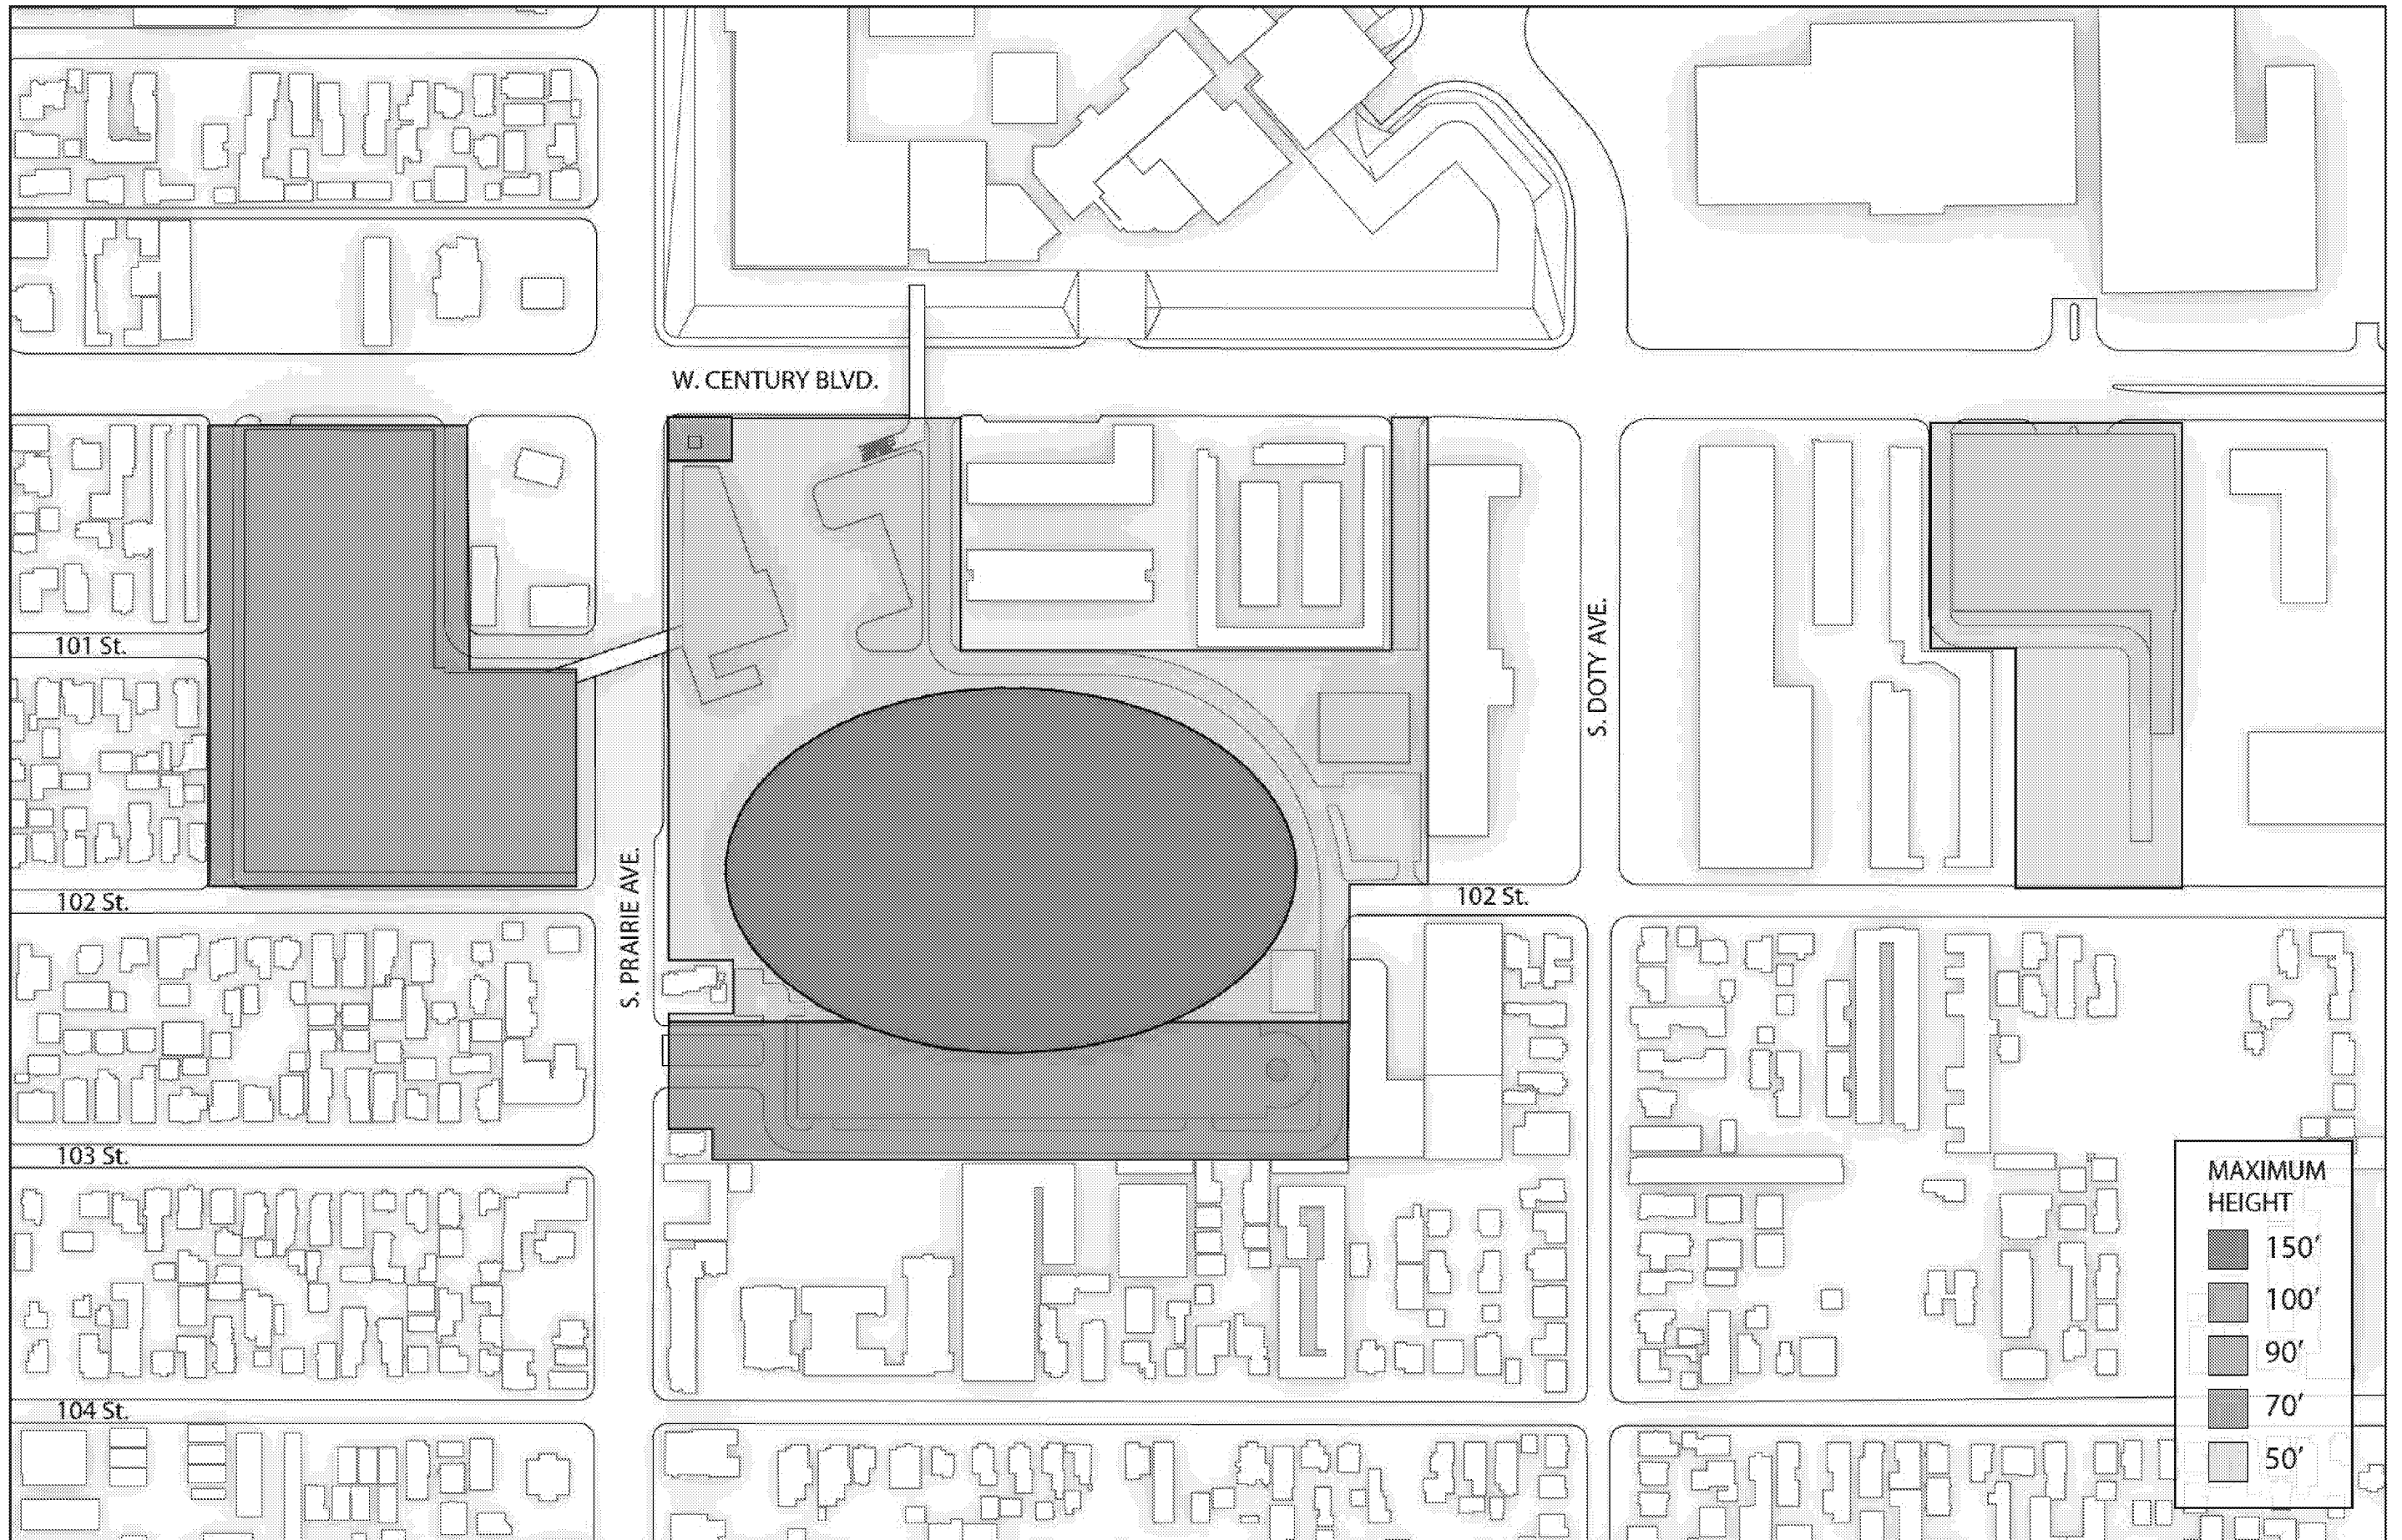 W. CENTURY BLVD.
101 St.
S. DOTY AVE.
S. PRAIRIE AVE.
102 St.
102 St.
103 St.
104 St.
MAXIMUM
HEIGHT
150'
100'
90'
70'
50'